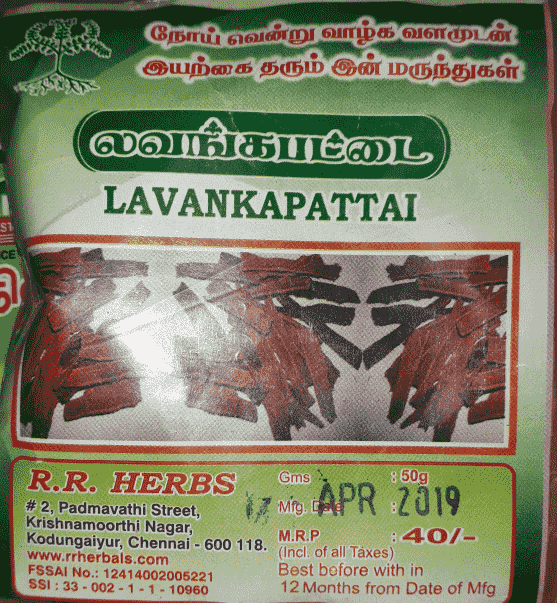 நோய் வென்று வாழ்க வளமுடன்
இயற்கை தரும் இன் மருந்துகள்
லவங்கபட்டை
LAVANKAPATTAI
R.R. HERBS
# 2, Padmavathi Street,
Krishnamoorthi Nagar,
Kodungaiyur, Chennai - 600 118.
www.rrherbals.com
FSSAI No.: 12414002005221
SSI : 33 - 002 - 1 - 1 - 10960
Gms : 50g
Mfg. Date : APR 2019
M.R.P : 40/-
(Incl. of all Taxes)
Best before with in
12 Months from Date of Mfg